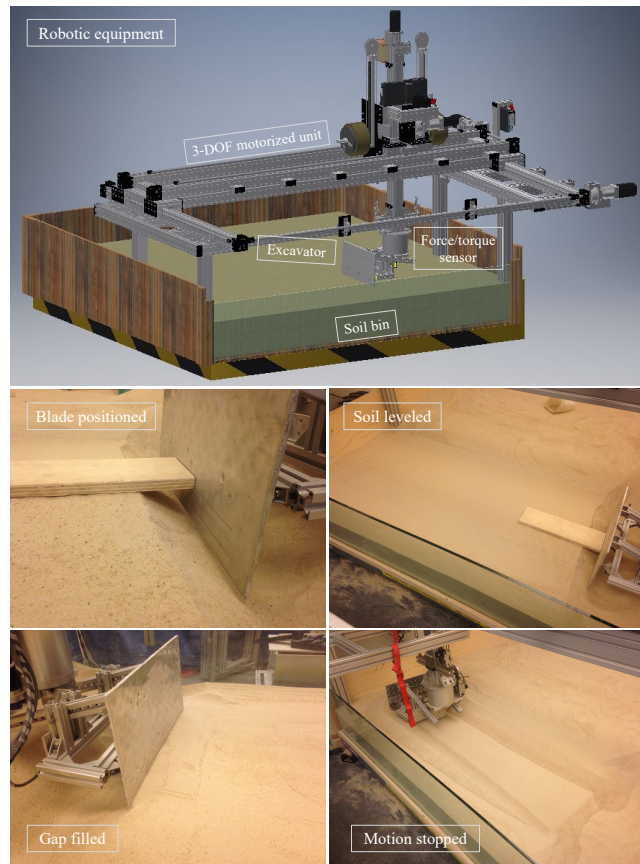 Robotic equipment
3-DOF motorized unit
Excavator
Force/torque
sensor
Soil bin
Blade positioned
Soil leveled
Gap filled
Motion stopped